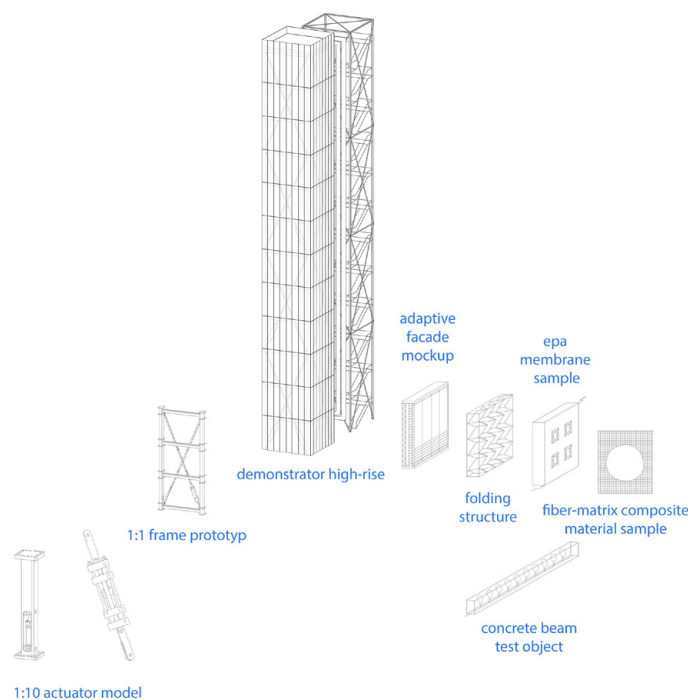 adaptive
facade
mockup
epa
membrane
sample
demonstrator high-rise
folding
structure
fiber-matrix composite
material sample
1:1 frame prototyp
concrete beam
test object
1:10 actuator model